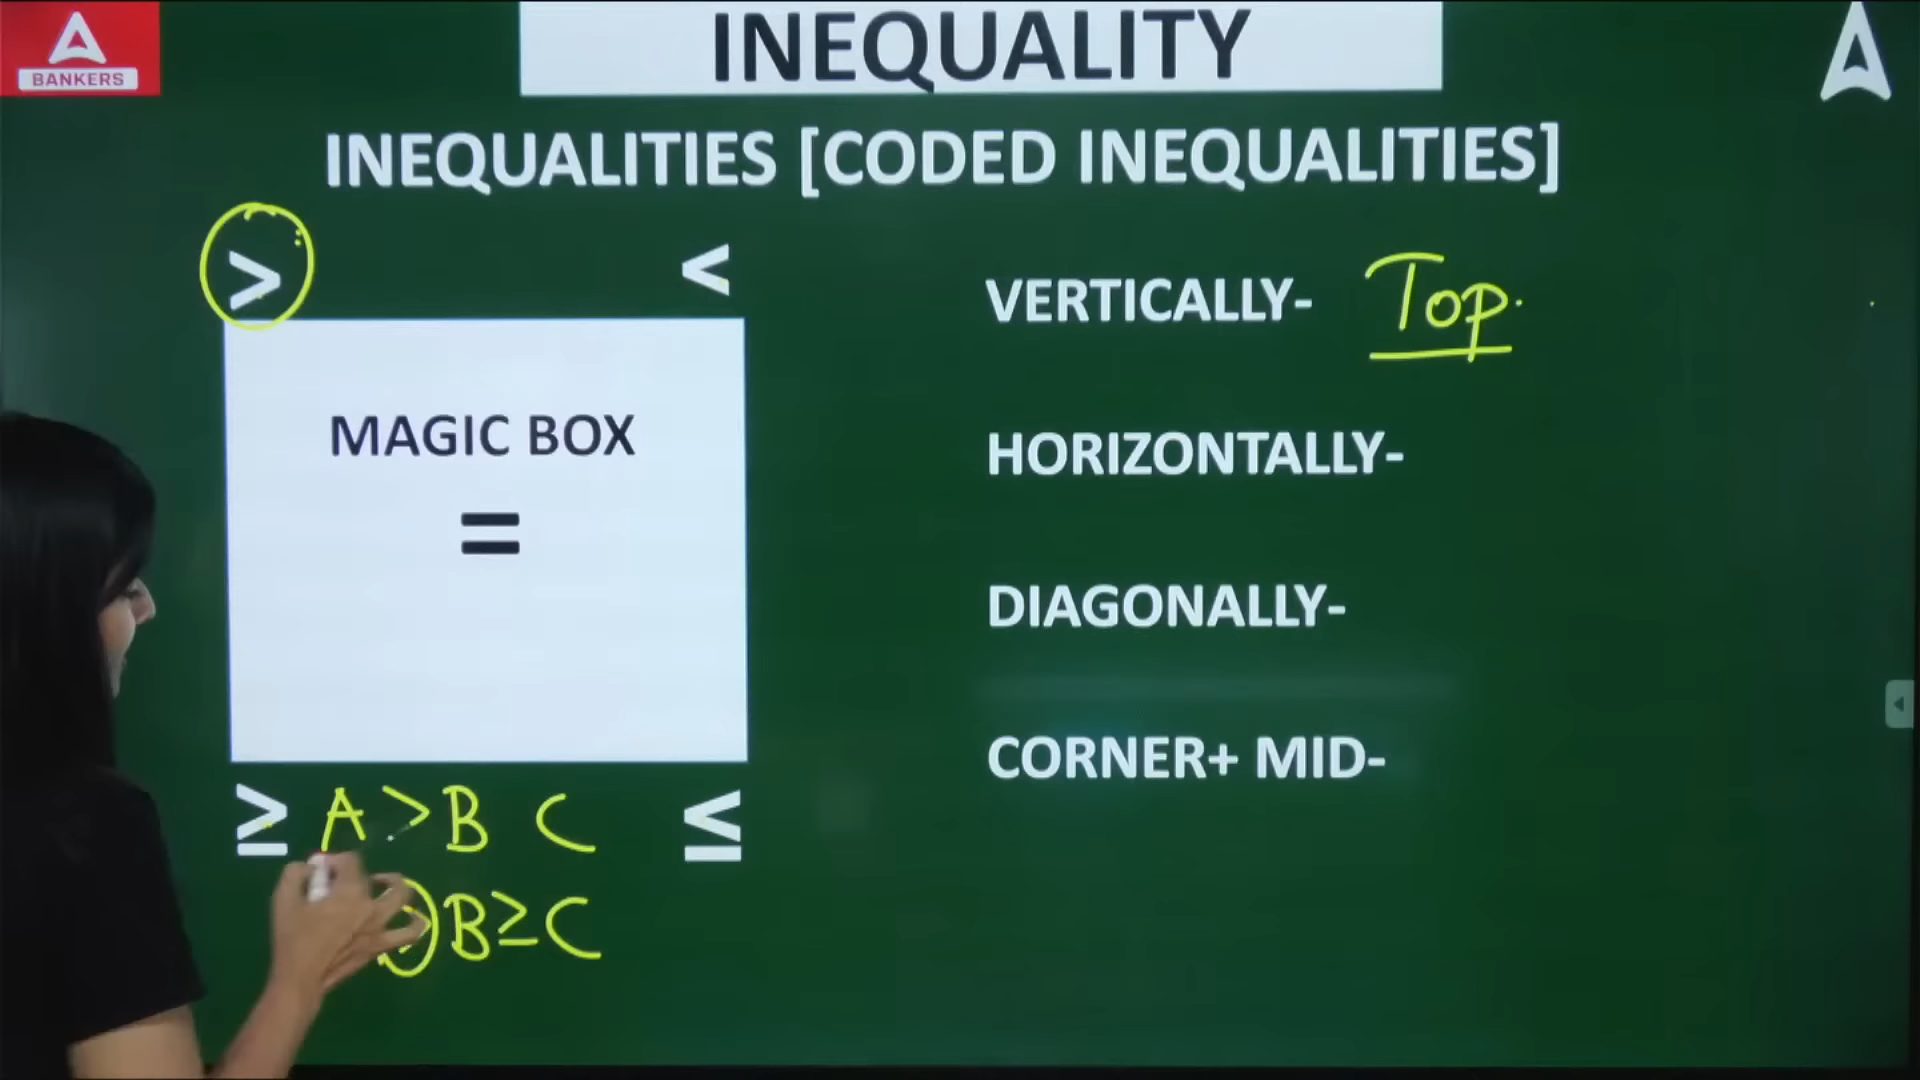 BANKERS
INEQUALITY
INEQUALITIES [CODED INEQUALITIES]
> <
VERTICALLY- Top.
MAGIC BOX
HORIZONTALLY-
=
DIAGONALLY-
CORNER+ MID-
≥ A > B C ≤
> B ≥ C